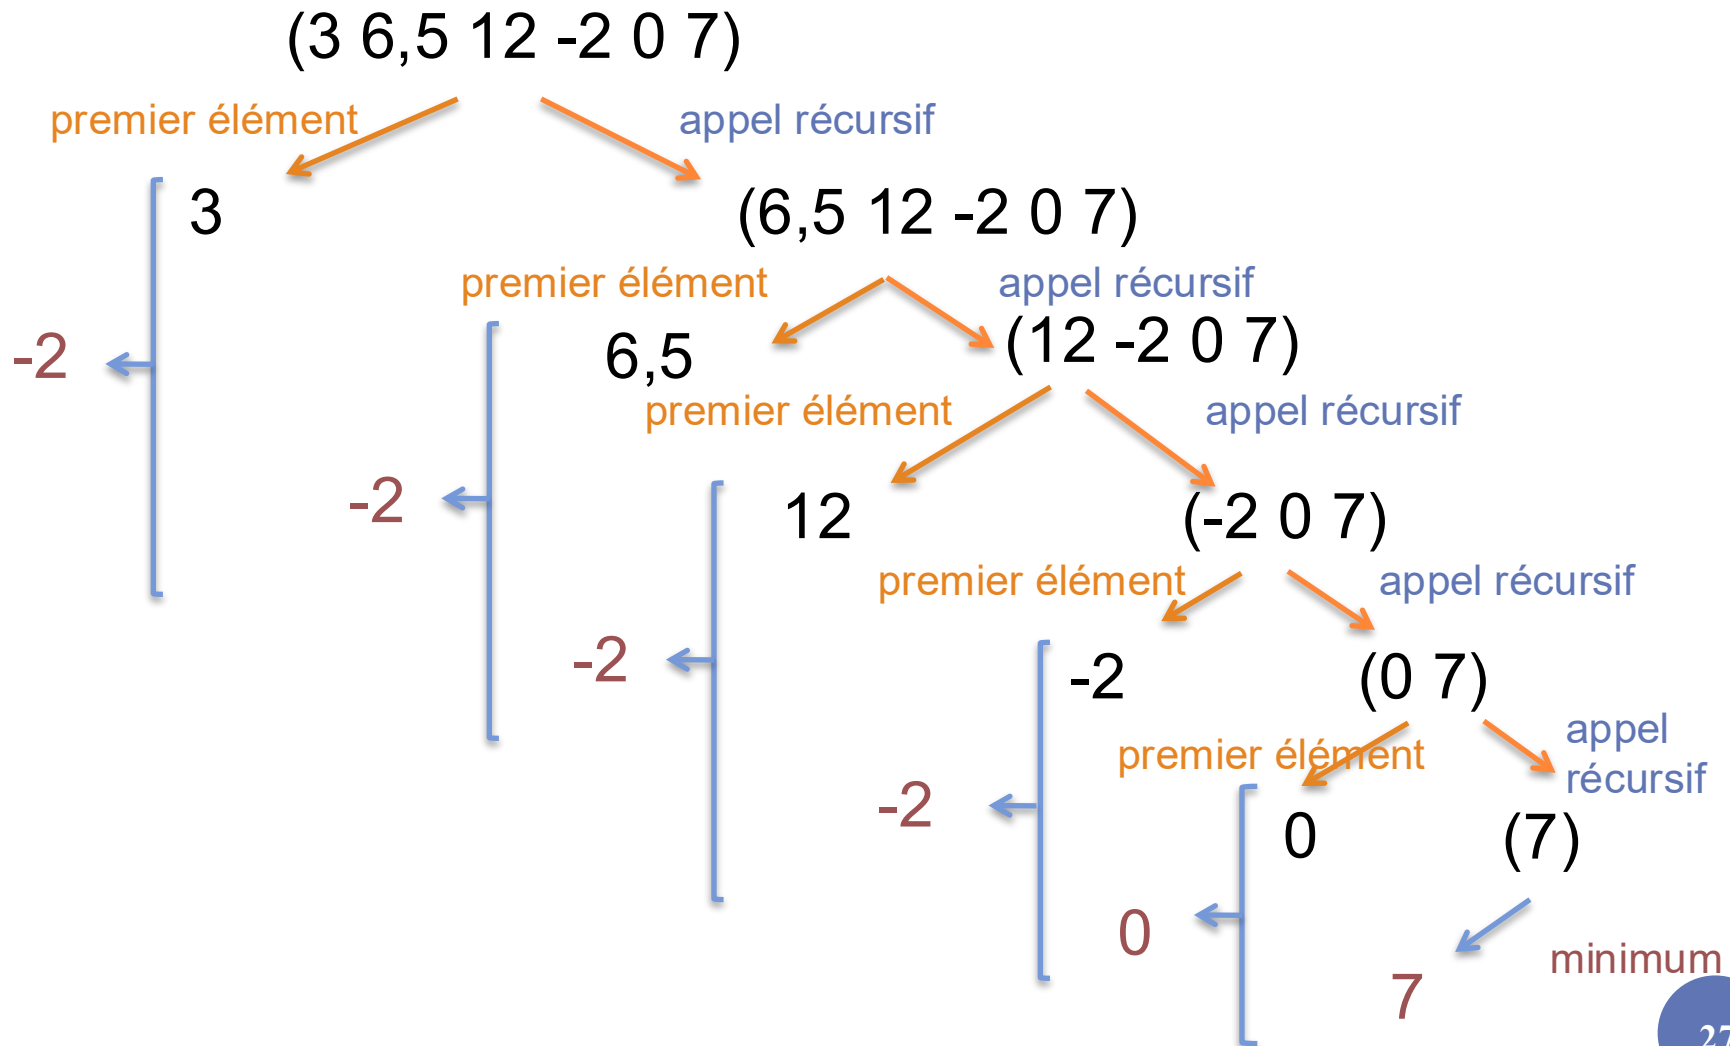 (3 6,5 12 -2 0 7)
premier élément
appel récursif
3
(6,5 12 -2 0 7)
premier élément
appel récursif
-2
6,5
(12 -2 0 7)
premier élément
appel récursif
-2
12
(-2 0 7)
premier élément
appel récursif
-2
-2
(0 7)
premier élément
appel
récursif
-2
0
(7)
0
7
minimum
27